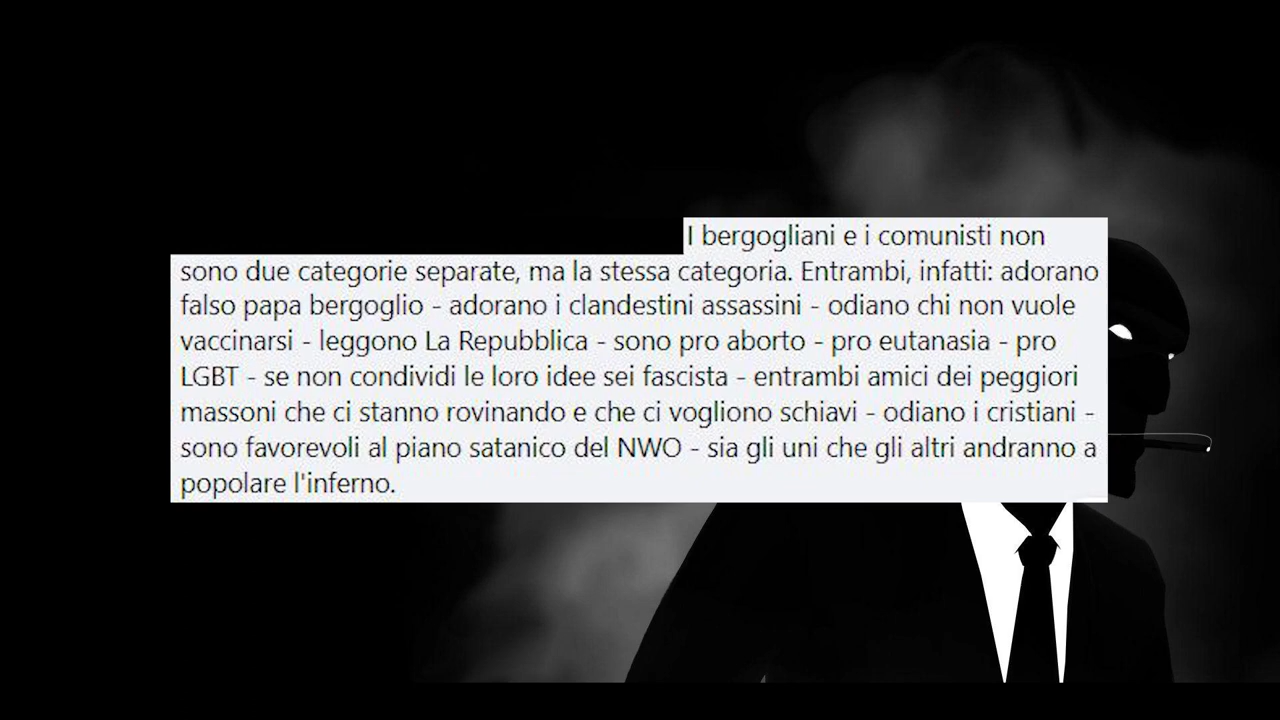 I bergogliani e i comunisti non
sono due categorie separate, ma la stessa categoria. Entrambi, infatti: adorano
falso papa bergoglio - adorano i clandestini assassini - odiano chi non vuole
vaccinarsi - leggono La Repubblica - sono pro aborto - pro eutanasia - pro
LGBT - se non condividi le loro idee sei fascista - entrambi amici dei peggiori
massoni che ci stanno rovinando e che ci vogliono schiavi - odiano i cristiani -
sono favorevoli al piano satanico del NWO - sia gli uni che gli altri andranno a
popolare l'inferno.